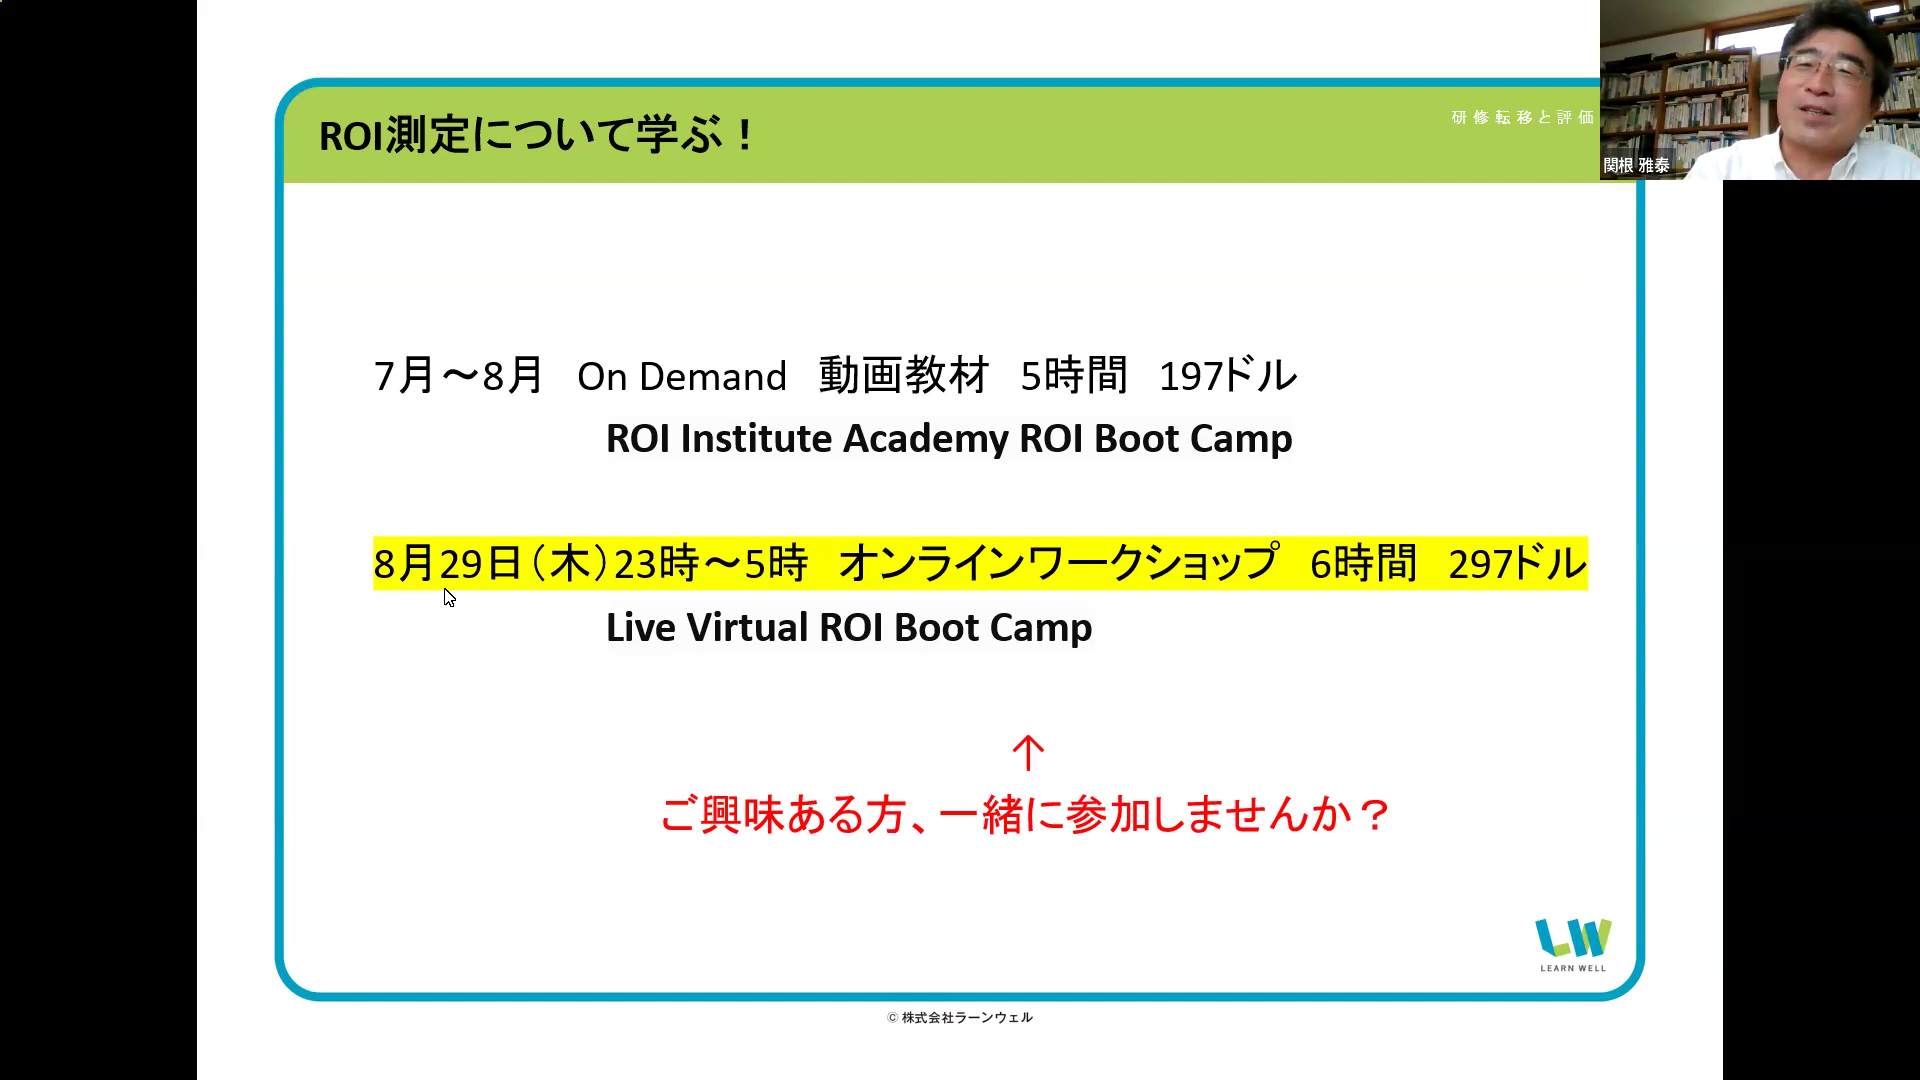 ROI測定について学ぶ！
研修転移と評価
関根 雅泰
7月～8月　On Demand　動画教材　5時間　197ドル
ROI Institute Academy ROI Boot Camp
8月29日（木）23時～5時　オンラインワークショップ　6時間　297ドル
Live Virtual ROI Boot Camp
↑
ご興味ある方、一緒に参加しませんか？
LW
LEARN WELL
© 株式会社ラーンウェル